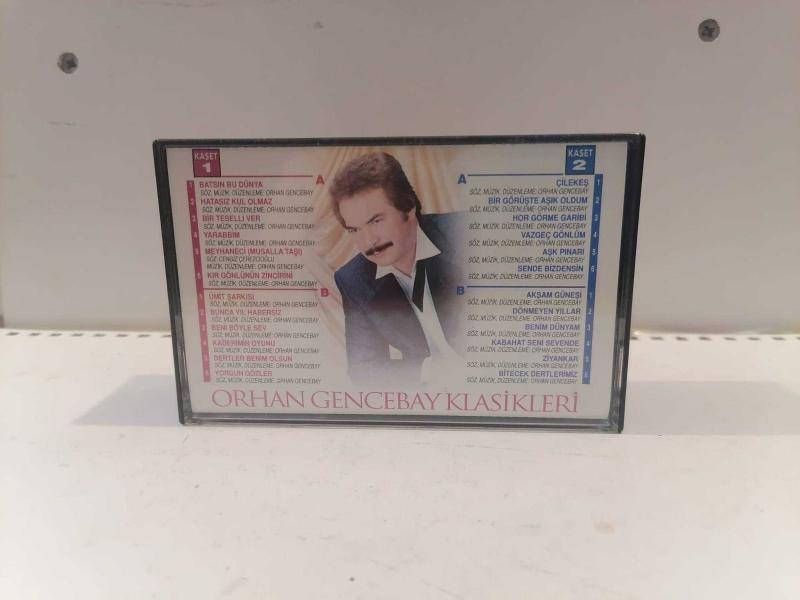 KASET
1
A
1 BATSIN BU DÜNYA
SÖZ, MÜZİK, DÜZENLEME: ORHAN GENCEBAY
2 HATASIZ KUL OLMAZ
SÖZ, MÜZİK, DÜZENLEME: ORHAN GENCEBAY
3 BİR TESELLİ VER
SÖZ, MÜZİK, DÜZENLEME: ORHAN GENCEBAY
4 YARABBİM
SÖZ, MÜZİK, DÜZENLEME: ORHAN GENCEBAY
5 MEYHANECİ (MUSALLA TAŞI)
SÖZ: CENGİZ ÇEREZCİOĞLU
MÜZİK, DÜZENLEME: ORHAN GENCEBAY
6 KIR GÖNLÜNÜN ZİNCİRİNİ
SÖZ, MÜZİK, DÜZENLEME: ORHAN GENCEBAY
B
1 ÜMİT ŞARKISI
SÖZ, MÜZİK, DÜZENLEME: ORHAN GENCEBAY
2 BUNCA YIL HABERSİZ
SÖZ, MÜZİK, DÜZENLEME: ORHAN GENCEBAY
3 BENİ BÖYLE SEV
SÖZ, MÜZİK, DÜZENLEME: ORHAN GENCEBAY
4 KADERİMİN OYUNU
SÖZ, MÜZİK, DÜZENLEME: ORHAN GENCEBAY
5 DERTLER BENİM OLSUN
SÖZ, MÜZİK, DÜZENLEME: ORHAN GENCEBAY
6 YORGUN GÖZLER
SÖZ, MÜZİK, DÜZENLEME: ORHAN GENCEBAY
KASET
2
A
ÇİLEKEŞ 1
SÖZ, MÜZİK, DÜZENLEME: ORHAN GENCEBAY
BİR GÖRÜŞTE AŞIK OLDUM 2
SÖZ, MÜZİK, DÜZENLEME: ORHAN GENCEBAY
HOR GÖRME GARİBİ 3
SÖZ, MÜZİK, DÜZENLEME: ORHAN GENCEBAY
VAZGEÇ GÖNLÜM 4
SÖZ, MÜZİK, DÜZENLEME: ORHAN GENCEBAY
AŞK PINARI 5
SÖZ, MÜZİK, DÜZENLEME: ORHAN GENCEBAY
SENDE BİZDENSİN 6
SÖZ, MÜZİK, DÜZENLEME: ORHAN GENCEBAY
B
AKŞAM GÜNEŞİ 1
SÖZ, MÜZİK, DÜZENLEME: ORHAN GENCEBAY
DÖNMEYEN YILLAR 2
SÖZ, MÜZİK, DÜZENLEME: ORHAN GENCEBAY
BENİM DÜNYAM 3
SÖZ, MÜZİK, DÜZENLEME: ORHAN GENCEBAY
KABAHAT SENİ SEVENDE 4
SÖZ, MÜZİK, DÜZENLEME: ORHAN GENCEBAY
ZİYANKAR 5
SÖZ, MÜZİK, DÜZENLEME: ORHAN GENCEBAY
BİTECEK DERTLERİMİZ 6
SÖZ, MÜZİK, DÜZENLEME: ORHAN GENCEBAY
ORHAN GENCEBAY KLASİKLERİ